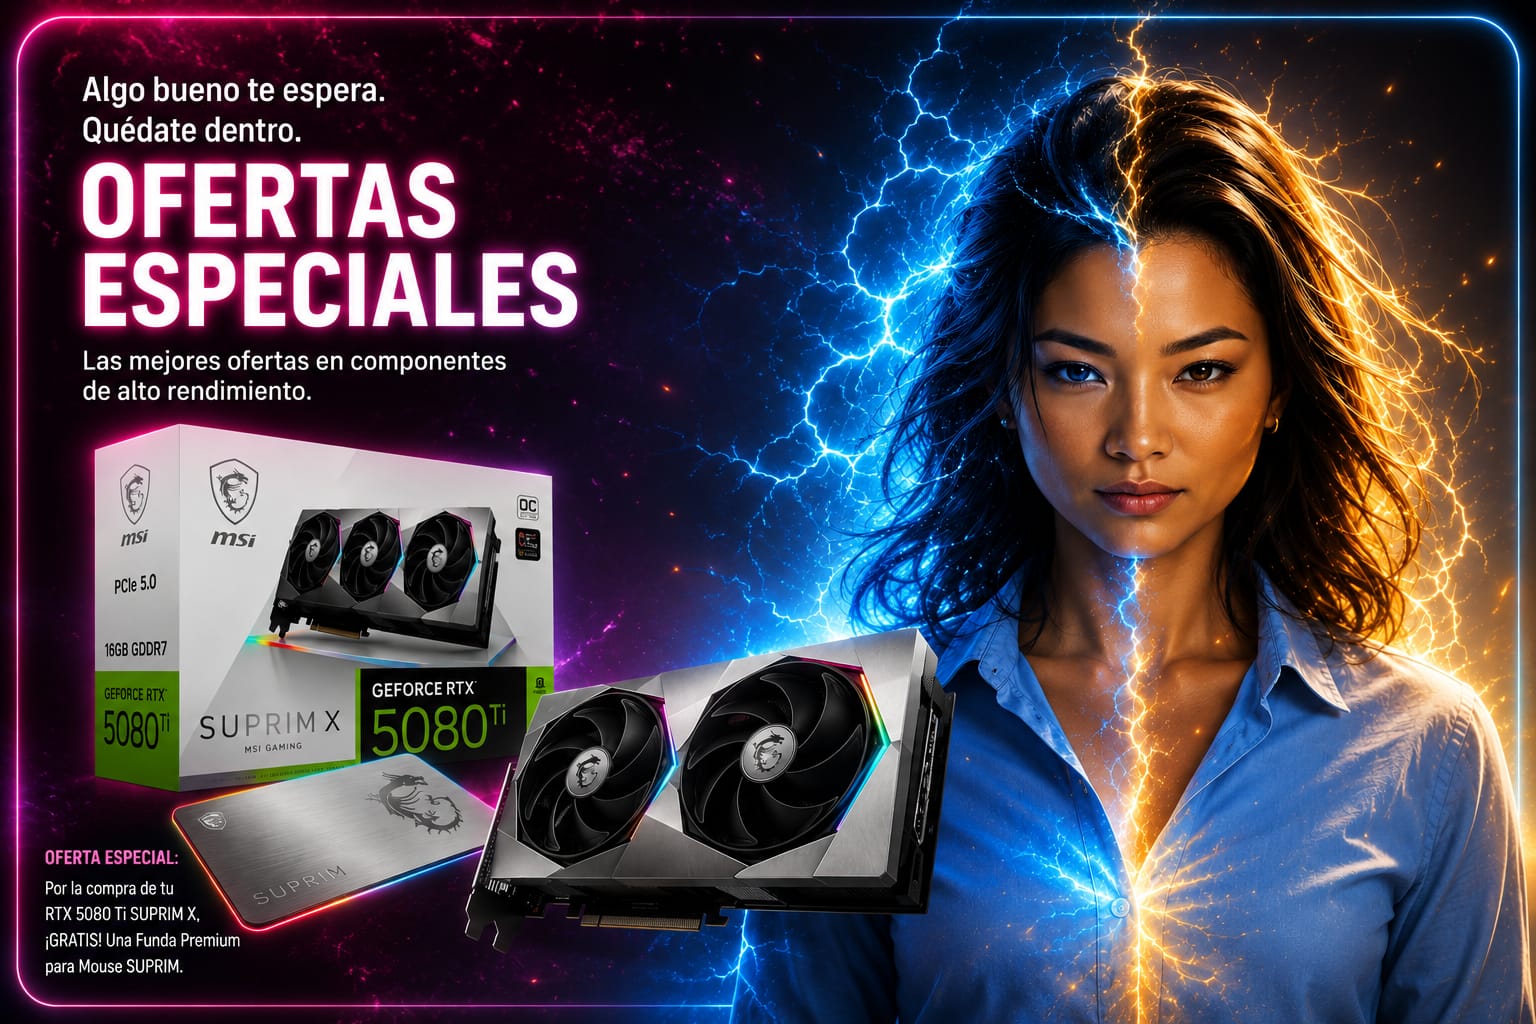 Algo bueno te espera.
Quédate dentro.
OFERTAS
ESPECIALES
Las mejores ofertas en componentes
de alto rendimiento.
msi
PCIe 5.0
16GB GDDR7
GEFORCE RTX
5080Ti
msi
OC
SUPRIM X
MSI GAMING
GEFORCE RTX
5080Ti
SUPRIM
OFERTA ESPECIAL:
Por la compra de tu
RTX 5080 Ti SUPRIM X,
¡GRATIS! Una Funda Premium
para Mouse SUPRIM.